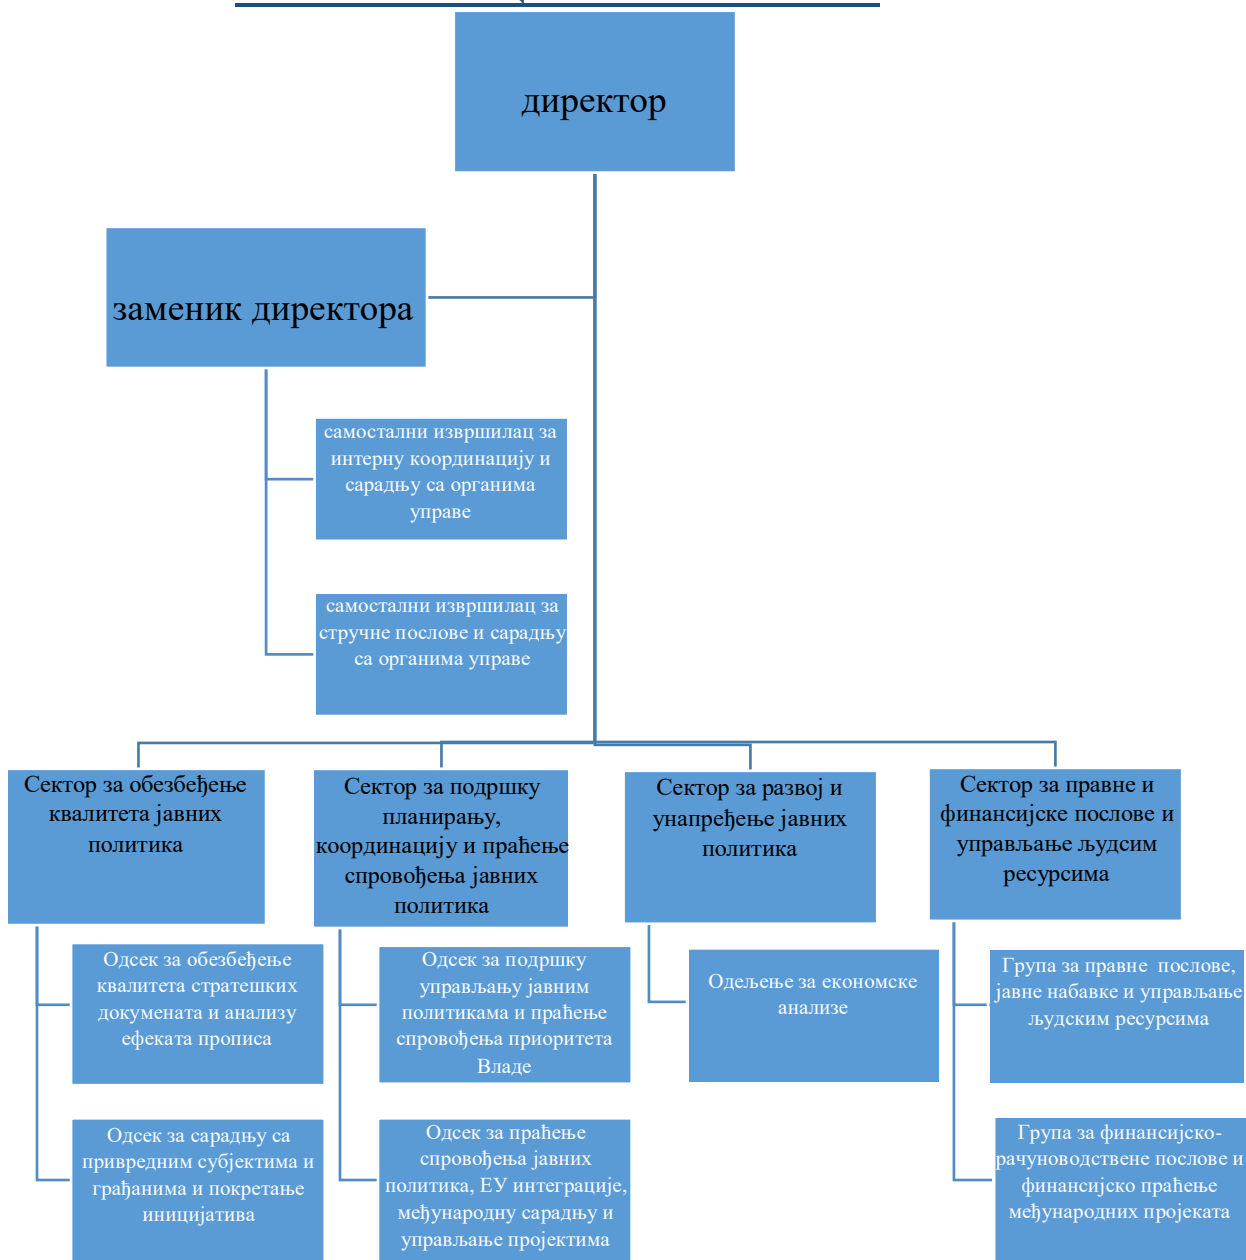 директор
заменик директора
самостални извршилац за
интерну координацију и
сарадњу са органима
управе
самостални извршилац за
стручне послове и сарадњу
са органима управе
Сектор за обезбеђење
квалитета јавних
политика
Сектор за подршку
планирању,
координацију и праћење
спровођења јавних
политика
Сектор за развој и
унапређење јавних
политика
Сектор за правне и
финансијске послове и
управљање људсим
ресурсима
Одсек за обезбеђење
квалитета стратешких
докумената и анализу
ефеката прописа
Одсек за подршку
управљању јавним
политикама и праћење
спровођења приоритета
Владе
Одељење за економске
анализе
Група за правне  послове,
јавне набавке и управљање
људским ресурсима
Одсек за сарадњу са
привредним субјектима и
грађанима и покретање
иницијатива
Одсек за праћење
спровођења јавних
политика, ЕУ интеграције,
међународну сарадњу и
управљање пројектима
Група за финансијско-
рачуноводствене послове и
финансијско праћење
међународних пројеката